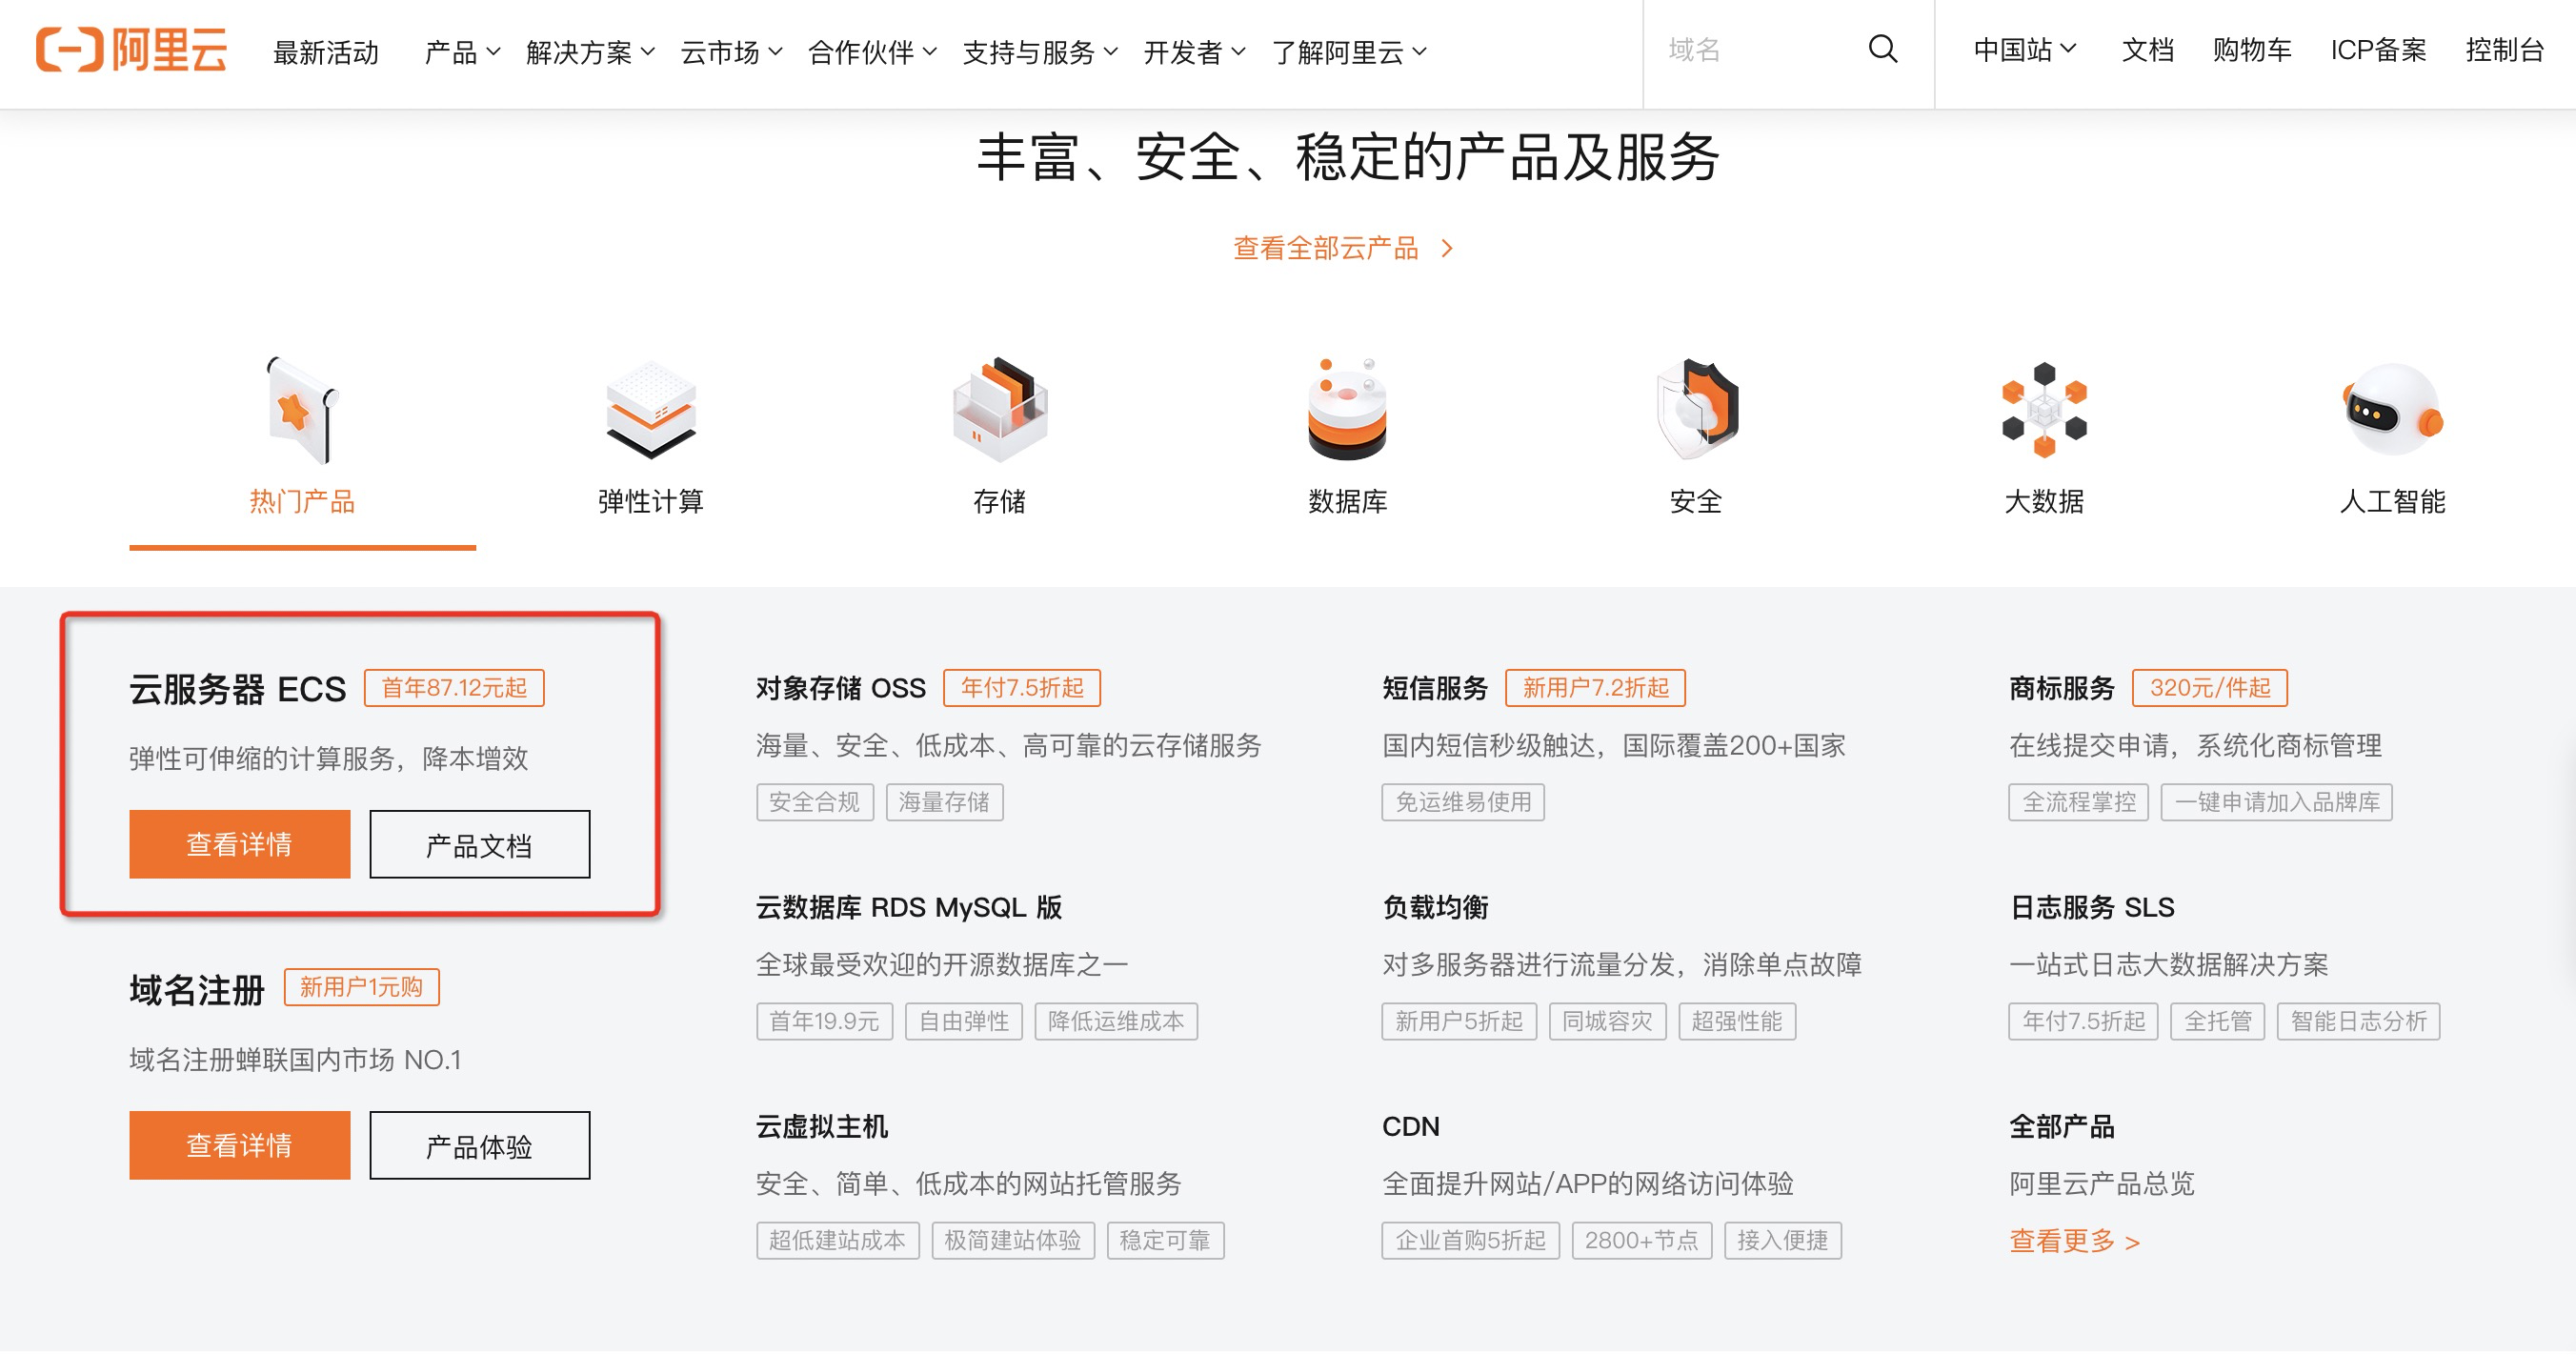 阿里云
最新活动 产品 解决方案 云市场 合作伙伴 支持与服务 开发者 了解阿里云 域名 中国站 文档 购物车 ICP备案 控制台
丰富、安全、稳定的产品及服务
查看全部云产品 >
热门产品 弹性计算 存储 数据库 安全 大数据 人工智能
云服务器 ECS 首年87.12元起
弹性可伸缩的计算服务，降本增效
查看详情 产品文档
域名注册 新用户1元购
域名注册蝉联国内市场 NO.1
查看详情 产品体验
对象存储 OSS 年付7.5折起
海量、安全、低成本、高可靠的云存储服务
安全合规 海量存储
云数据库 RDS MySQL 版
全球最受欢迎的开源数据库之一
首年19.9元 自由弹性 降低运维成本
云虚拟主机
安全、简单、低成本的网站托管服务
超低建站成本 极简建站体验 稳定可靠
短信服务 新用户7.2折起
国内短信秒级触达，国际覆盖200+国家
免运维易使用
负载均衡
对多服务器进行流量分发，消除单点故障
新用户5折起 同城容灾 超强性能
CDN
全面提升网站/APP的网络访问体验
企业首购5折起 2800+节点 接入便捷
商标服务 320元/件起
在线提交申请，系统化商标管理
全流程掌控 一键申请加入品牌库
日志服务 SLS
一站式日志大数据解决方案
年付7.5折起 全托管 智能日志分析
全部产品
阿里云产品总览
查看更多 >